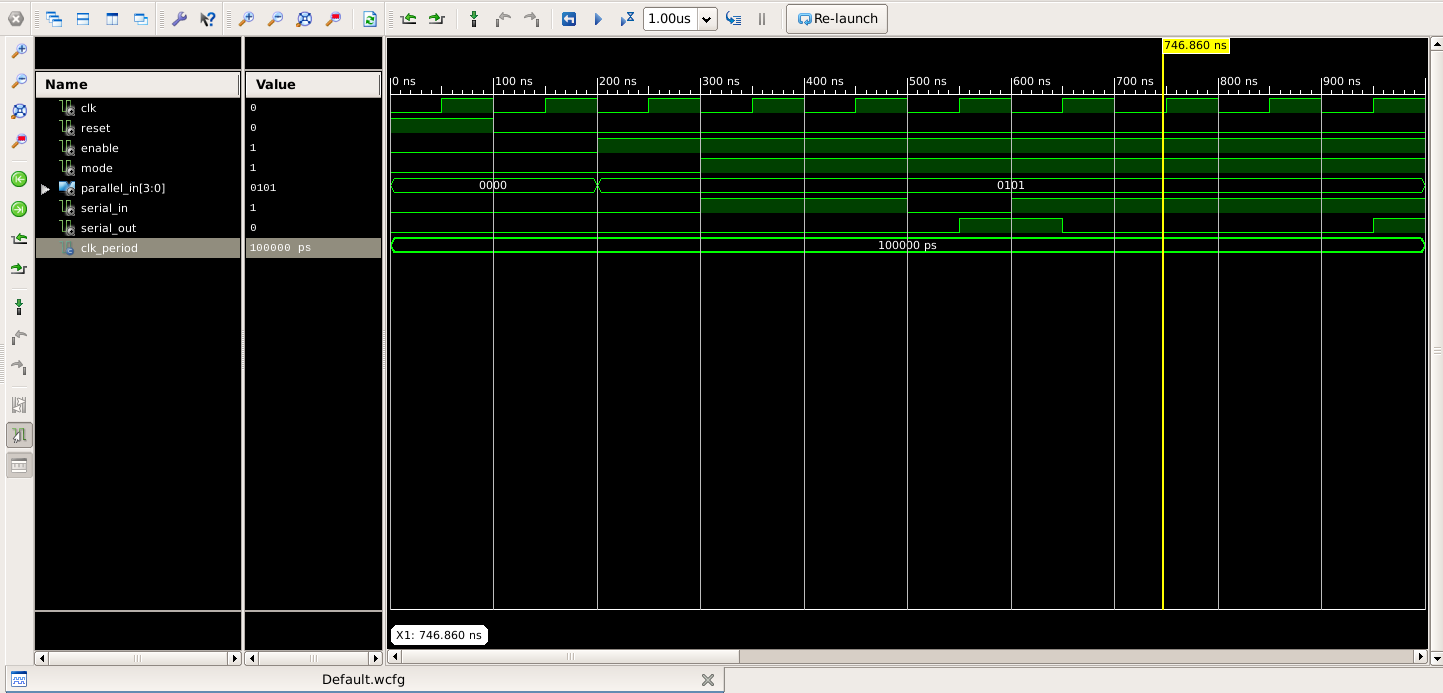 1.00us
Re-launch
746.860 ns
Name
Value
0 ns
100 ns
200 ns
300 ns
400 ns
500 ns
600 ns
700 ns
800 ns
900 ns
clk
0
reset
0
enable
1
mode
1
parallel_in[3:0]
0101
0000
0101
serial_in
1
serial_out
0
clk_period
100000 ps
100000 ps
X1: 746.860 ns
Default.wcfg